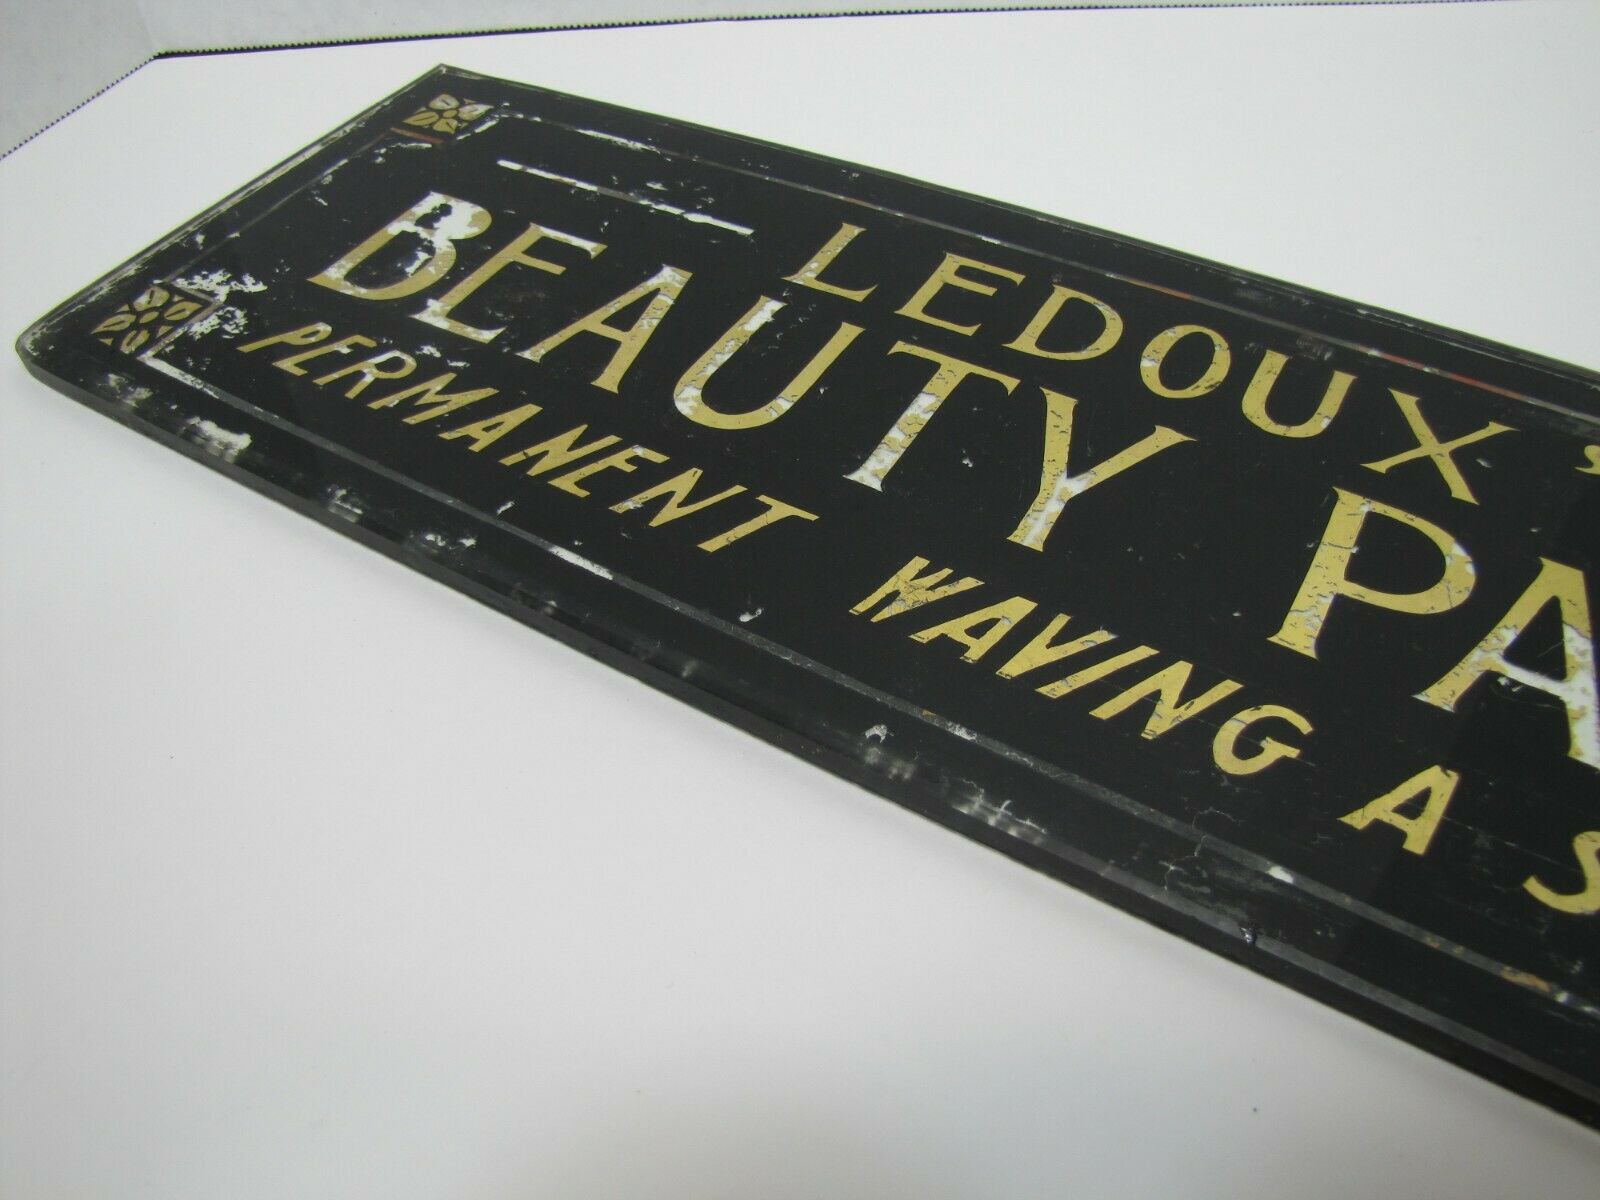 LEDOUX'
BEAUTY PA
PERMANENT WAVING A S